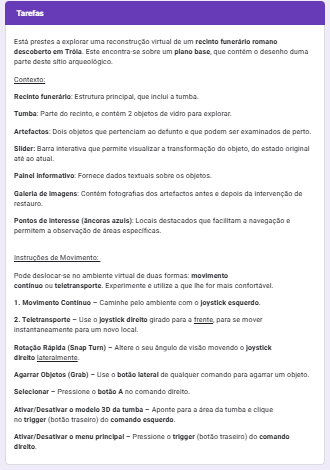 Tarefas
Está prestes a explorar uma reconstrução virtual de um recinto funerário romano
descoberto em Tróia. Este encontra-se sobre um plano base, que contém o desenho duma
parte deste sítio arqueológico.
Contexto:
Recinto funerário: Estrutura principal, que inclui a tumba.
Tumba: Parte do recinto, e contém 2 objetos de vidro para explorar.
Artefactos: Dois objetos que pertenciam ao defunto e que podem ser examinados de perto.
Slider: Barra interativa que permite visualizar a transformação do objeto, do estado original
até ao atual.
Painel informativo: Fornece dados textuais sobre os objetos.
Galeria de imagens: Contém fotografias dos artefactos antes e depois da intervenção de
restauro.
Pontos de interesse (âncoras azuis): Locais destacados que facilitam a navegação e
permitem a observação de áreas específicas.
Instruções de Movimento:
Pode deslocar-se no ambiente virtual de duas formas: movimento
contínuo ou teletransporte. Experimente e utilize a que lhe for mais confortável.
1. Movimento Contínuo – Caminhe pelo ambiente com o joystick esquerdo.
2. Teletransporte – Use o joystick direito girado para a frente, para se mover
instantaneamente para um novo local.
Rotação Rápida (Snap Turn) – Altere o seu ângulo de visão movendo o joystick
direito lateralmente.
Agarrar Objetos (Grab) – Use o botão lateral de qualquer comando para agarrar um objeto.
Selecionar – Pressione o botão A no comando direito.
Ativar/Desativar o modelo 3D da tumba – Aponte para a área da tumba e clique
no trigger (botão traseiro) do comando esquerdo.
Ativar/Desativar o menu principal – Pressione o trigger (botão traseiro) do comando
direito.